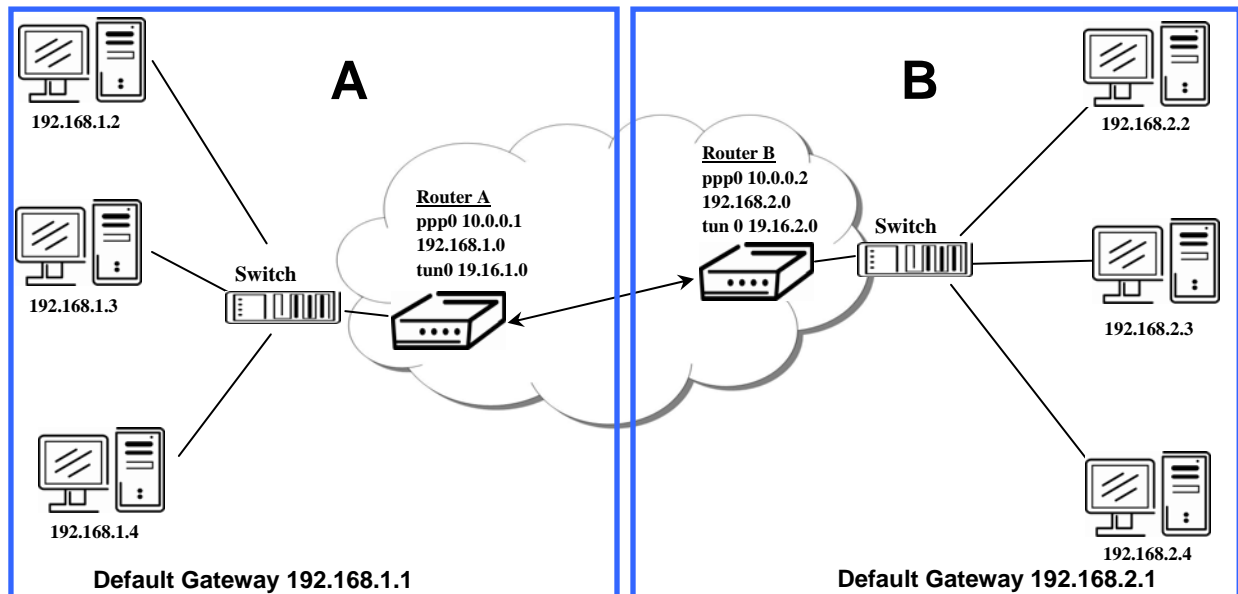 A
192.168.1.2
192.168.1.3
192.168.1.4
Switch
Router A
ppp0 10.0.0.1
192.168.1.0
tun0 19.16.1.0
Default Gateway 192.168.1.1
B
Router B
ppp0 10.0.0.2
192.168.2.0
tun 0 19.16.2.0
Switch
192.168.2.2
192.168.2.3
192.168.2.4
Default Gateway 192.168.2.1